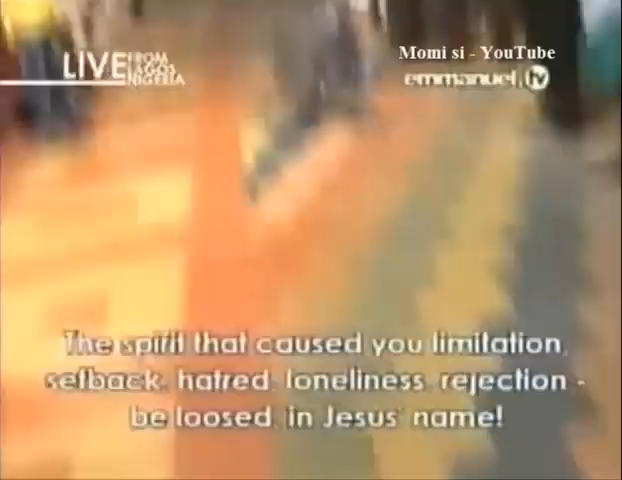 LIVE FROM
LAGOS
NIGERIA
Momi si - YouTube
emmanuel.tv
The spirit that caused you limitation,
setback, hatred, loneliness, rejection -
be loosed, in Jesus' name!